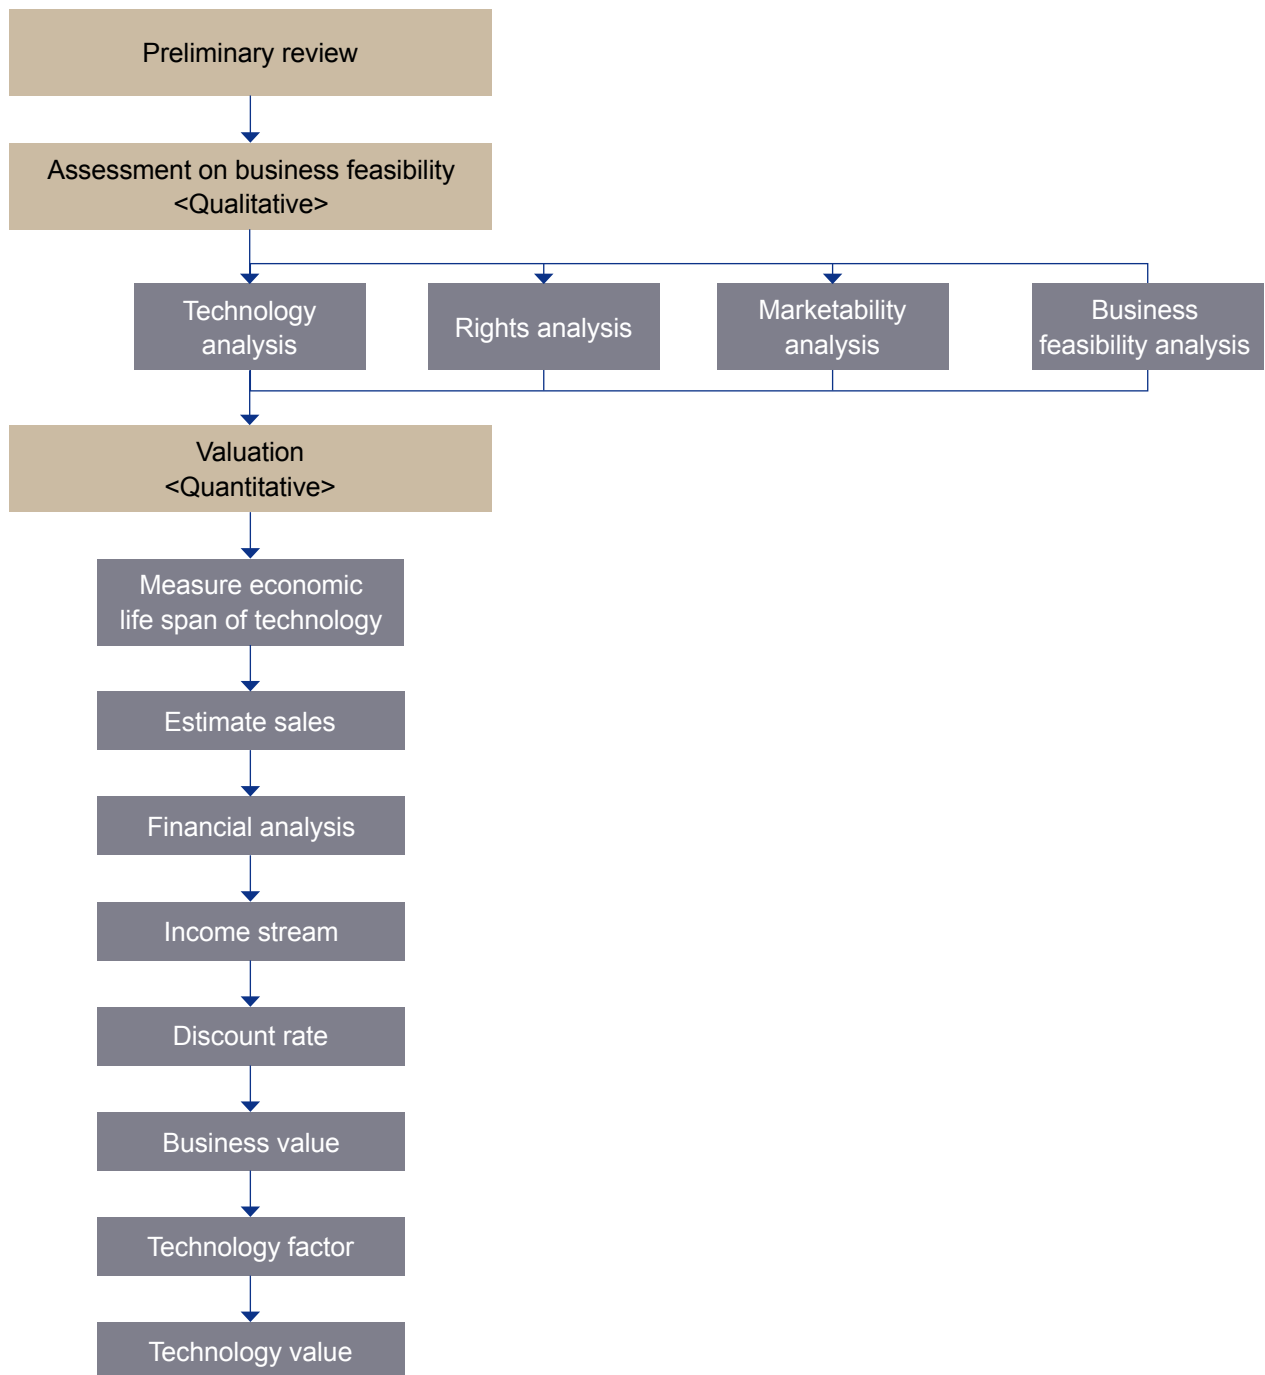 Preliminary review
Assessment on business feasibility
<Qualitative>
Technology
analysis
Rights analysis
Marketability
analysis
Business
feasibility analysis
Valuation
<Quantitative>
Measure economic
life span of technology
Estimate sales
Financial analysis
Income stream
Discount rate
Business value
Technology factor
Technology value